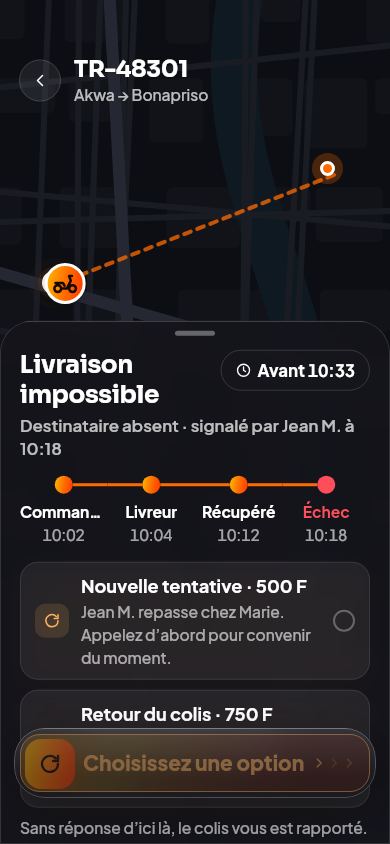 TR-48301
Akwa → Bonapriso
Livraison impossible
Avant 10:33
Destinataire absent · signalé par Jean M. à
10:18
Comman... Livreur Récupéré Échec
10:02 10:04 10:12 10:18
Nouvelle tentative · 500 F
Jean M. repasse chez Marie.
Appelez d’abord pour convenir
du moment.
Retour du colis · 750 F
Choisissez une option
Sans réponse d’ici là, le colis vous est rapporté.